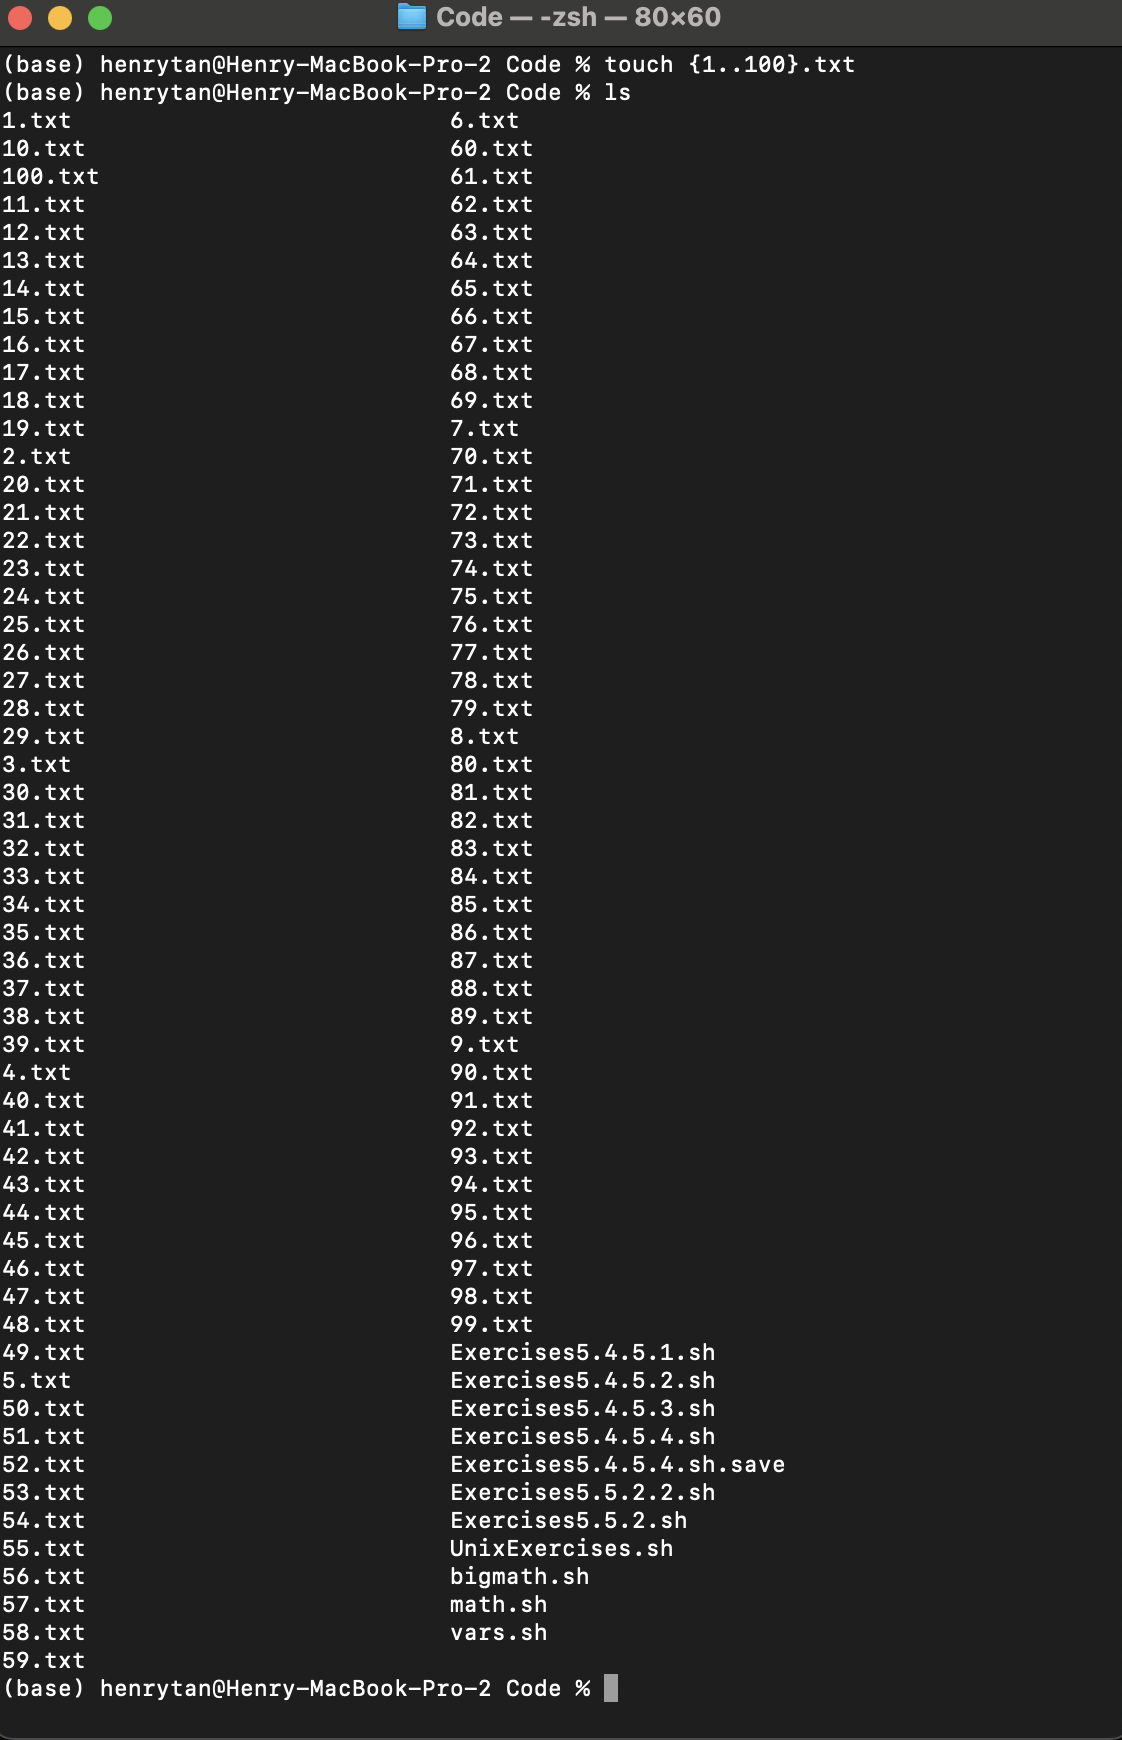 Code — -zsh — 80×60
(base) henrytan@Henry-MacBook-Pro-2 Code % touch {1..100}.txt
(base) henrytan@Henry-MacBook-Pro-2 Code % ls
1.txt 6.txt
10.txt 60.txt
100.txt 61.txt
11.txt 62.txt
12.txt 63.txt
13.txt 64.txt
14.txt 65.txt
15.txt 66.txt
16.txt 67.txt
17.txt 68.txt
18.txt 69.txt
19.txt 7.txt
2.txt 70.txt
20.txt 71.txt
21.txt 72.txt
22.txt 73.txt
23.txt 74.txt
24.txt 75.txt
25.txt 76.txt
26.txt 77.txt
27.txt 78.txt
28.txt 79.txt
29.txt 8.txt
3.txt 80.txt
30.txt 81.txt
31.txt 82.txt
32.txt 83.txt
33.txt 84.txt
34.txt 85.txt
35.txt 86.txt
36.txt 87.txt
37.txt 88.txt
38.txt 89.txt
39.txt 9.txt
4.txt 90.txt
40.txt 91.txt
41.txt 92.txt
42.txt 93.txt
43.txt 94.txt
44.txt 95.txt
45.txt 96.txt
46.txt 97.txt
47.txt 98.txt
48.txt 99.txt
49.txt Exercises5.4.5.1.sh
5.txt Exercises5.4.5.2.sh
50.txt Exercises5.4.5.3.sh
51.txt Exercises5.4.5.4.sh
52.txt Exercises5.4.5.4.sh.save
53.txt Exercises5.5.2.2.sh
54.txt Exercises5.5.2.sh
55.txt UnixExercises.sh
56.txt bigmath.sh
57.txt math.sh
58.txt vars.sh
59.txt
(base) henrytan@Henry-MacBook-Pro-2 Code %